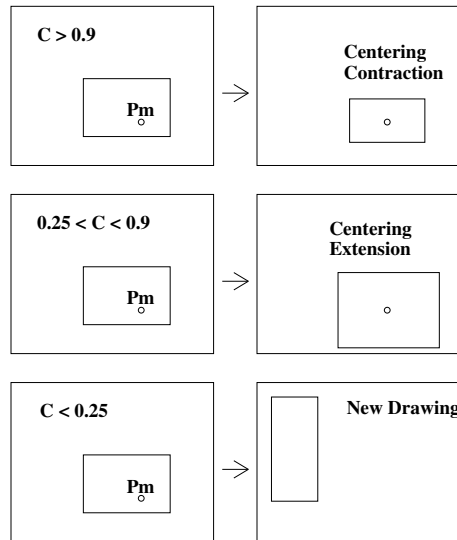 C > 0.9
Pm
Centering
Contraction
0.25 < C < 0.9
Pm
Centering
Extension
C < 0.25
Pm
New Drawing